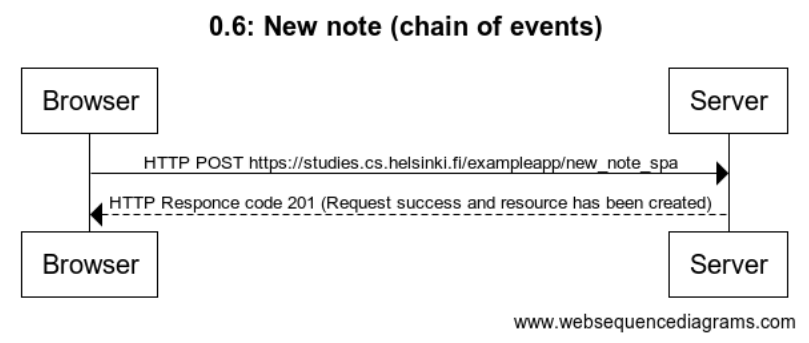 0.6: New note (chain of events)
Browser
Server
HTTP POST https://studies.cs.helsinki.fi/exampleapp/new_note_spa
HTTP Responce code 201 (Request success and resource has been created)
Browser
Server
www.websequencediagrams.com